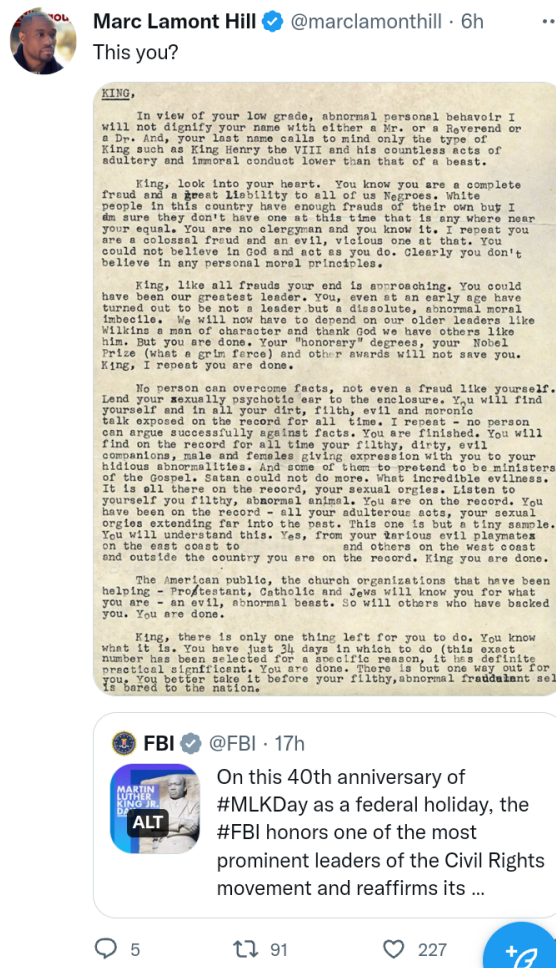 Marc Lamont Hill @marclamonthill · 6h
This you?
KING,
In view of your low grade, abnormal personal behavoir I
will not dignify your name with either a Mr. or a Reverend or
a Dr. And, your last name calls to mind only the type of
King such as King Henry the VIII and his countless acts of
adultery and immoral conduct lower than that of a beast.
King, look into your heart. You know you are a complete
fraud and a great liability to all of us Negroes. White
people in this country have enough frauds of their own but I
am sure they don't have one at this time that is any where near
your equal. You are no clergyman and you know it. I repeat you
are a colossal fraud and an evil, vicious one at that. You
could not believe in God and act as you do. Clearly you don't
believe in any personal moral principles.
King, like all frauds your end is approaching. You could
have been our greatest leader. You, even at an early age have
turned out to be not a leader but a dissolute, abnormal moral
imbecile. We will now have to depend on our older leaders like
Wilkins a man of character and thank God we have others like
him. But you are done. Your "honorary" degrees, your Nobel
Prize (what a grim farce) and other awards will not save you.
King, I repeat you are done.
No person can overcome facts, not even a fraud like yourself.
Lend your sexually psychotic ear to the enclosure. You will find
yourself and in all your dirt, filth, evil and moronic
talk exposed on the record for all time. I repeat - no person
can argue successfully against facts. You are finished. You will
find on the record for all time your filthy, dirty, evil
companions, male and females giving expression with you to your
hidious abnormalities. And some of them to pretend to be ministers
of the Gospel. Satan could not do more. What incredible evilness.
It is all there on the record, your sexual orgies. Listen to
yourself you filthy, abnormal animal. You are on the record. You
have been on the record - all your adulterous acts, your sexual
orgies extending far into the past. This one is but a tiny sample.
You will understand this. Yes, from your various evil playmates
on the east coast to and others on the west coast
and outside the country you are on the record. King you are done.
The American public, the church organizations that have been
helping - Protestant, Catholic and Jews will know you for what
you are - an evil, abnormal beast. So will others who have backed
you. You are done.
King, there is only one thing left for you to do. You know
what it is. You have just 34 days in which to do (this exact
number has been selected for a specific reason, it has definite
practical signfficant. You are done. There is but one way out for
you. You better take it before your filthy,abnormal fraudulant sel
is bared to the nation.
FBI @FBI · 17h
MARTIN
LUTHER
KING JR.
DA
ALT
On this 40th anniversary of
#MLKDay as a federal holiday, the
#FBI honors one of the most
prominent leaders of the Civil Rights
movement and reaffirms its ...
5 91 227